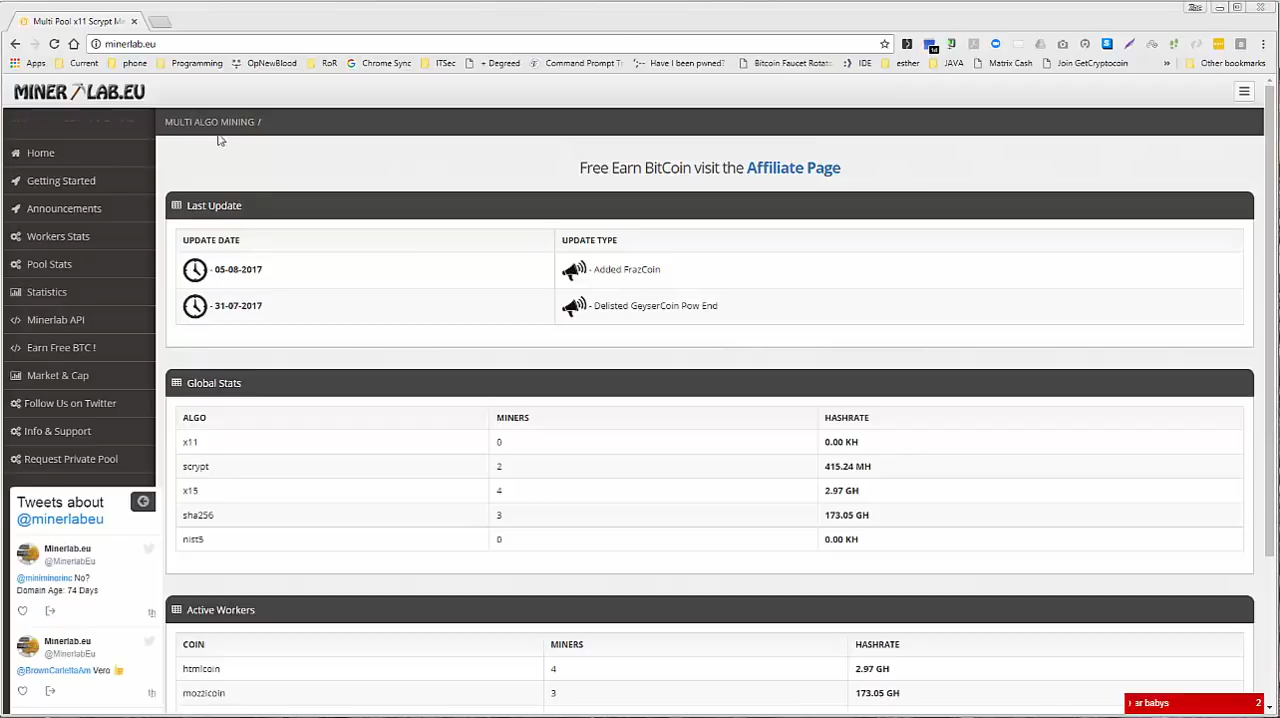 Multi Pool x11 Scrypt M
minerlab.eu
Apps Current phone Programming OpNewBlood RoR Chrome Sync ITSec + Degreed Command Prompt T Have I been pwned? Bitcoin Faucet Rotat IDE esther JAVA Matrix Cash Join GetCryptocoin » Other bookmarks
MINER LAB.EU
MULTI ALGO MINING /
Home
Getting Started
Announcements
Workers Stats
Pool Stats
Statistics
Minerlab API
Earn Free BTC !
Market & Cap
Follow Us on Twitter
Info & Support
Request Private Pool
Tweets about
@minerlabeu
Minerlab.eu
@MinerlabEu
@miniminerinc No?
Domain Age: 74 Days
Minerlab.eu
@MinerlabEu
@BrownCarlettaAm Vero
Free Earn BitCoin visit the Affiliate Page
Last Update
UPDATE DATE UPDATE TYPE
- 05-08-2017 - Added FrazCoin
- 31-07-2017 - Delisted GeyserCoin Pow End
Global Stats
ALGO MINERS HASHRATE
x11 0 0.00 KH
scrypt 2 415.24 MH
x15 4 2.97 GH
sha256 3 173.05 GH
nist5 0 0.00 KH
Active Workers
COIN MINERS HASHRATE
htmlcoin 4 2.97 GH
mozzicoin 3 173.05 GH
ar babys 2